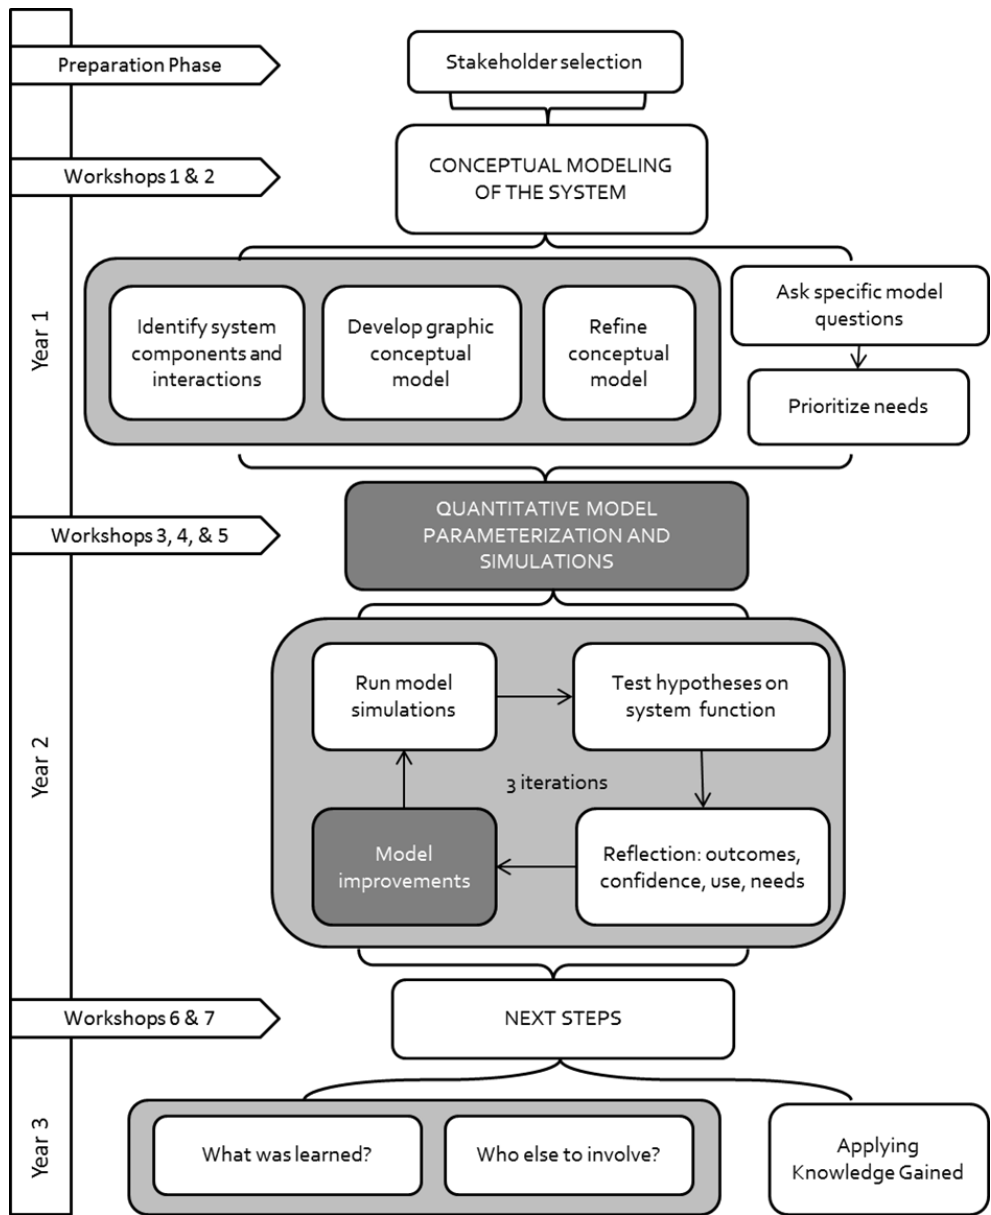 Preparation Phase
Stakeholder selection
Workshops 1 & 2
CONCEPTUAL MODELING
OF THE SYSTEM
Year 1
Identify system
components and
interactions
Develop graphic
conceptual
model
Refine
conceptual
model
Ask specific model
questions
Prioritize needs
Workshops 3, 4, & 5
QUANTITATIVE MODEL
PARAMETERIZATION AND
SIMULATIONS
Year 2
Run model
simulations
Test hypotheses on
system function
3 iterations
Model
improvements
Reflection: outcomes,
confidence, use, needs
Workshops 6 & 7
NEXT STEPS
Year 3
What was learned?
Who else to involve?
Applying
Knowledge Gained